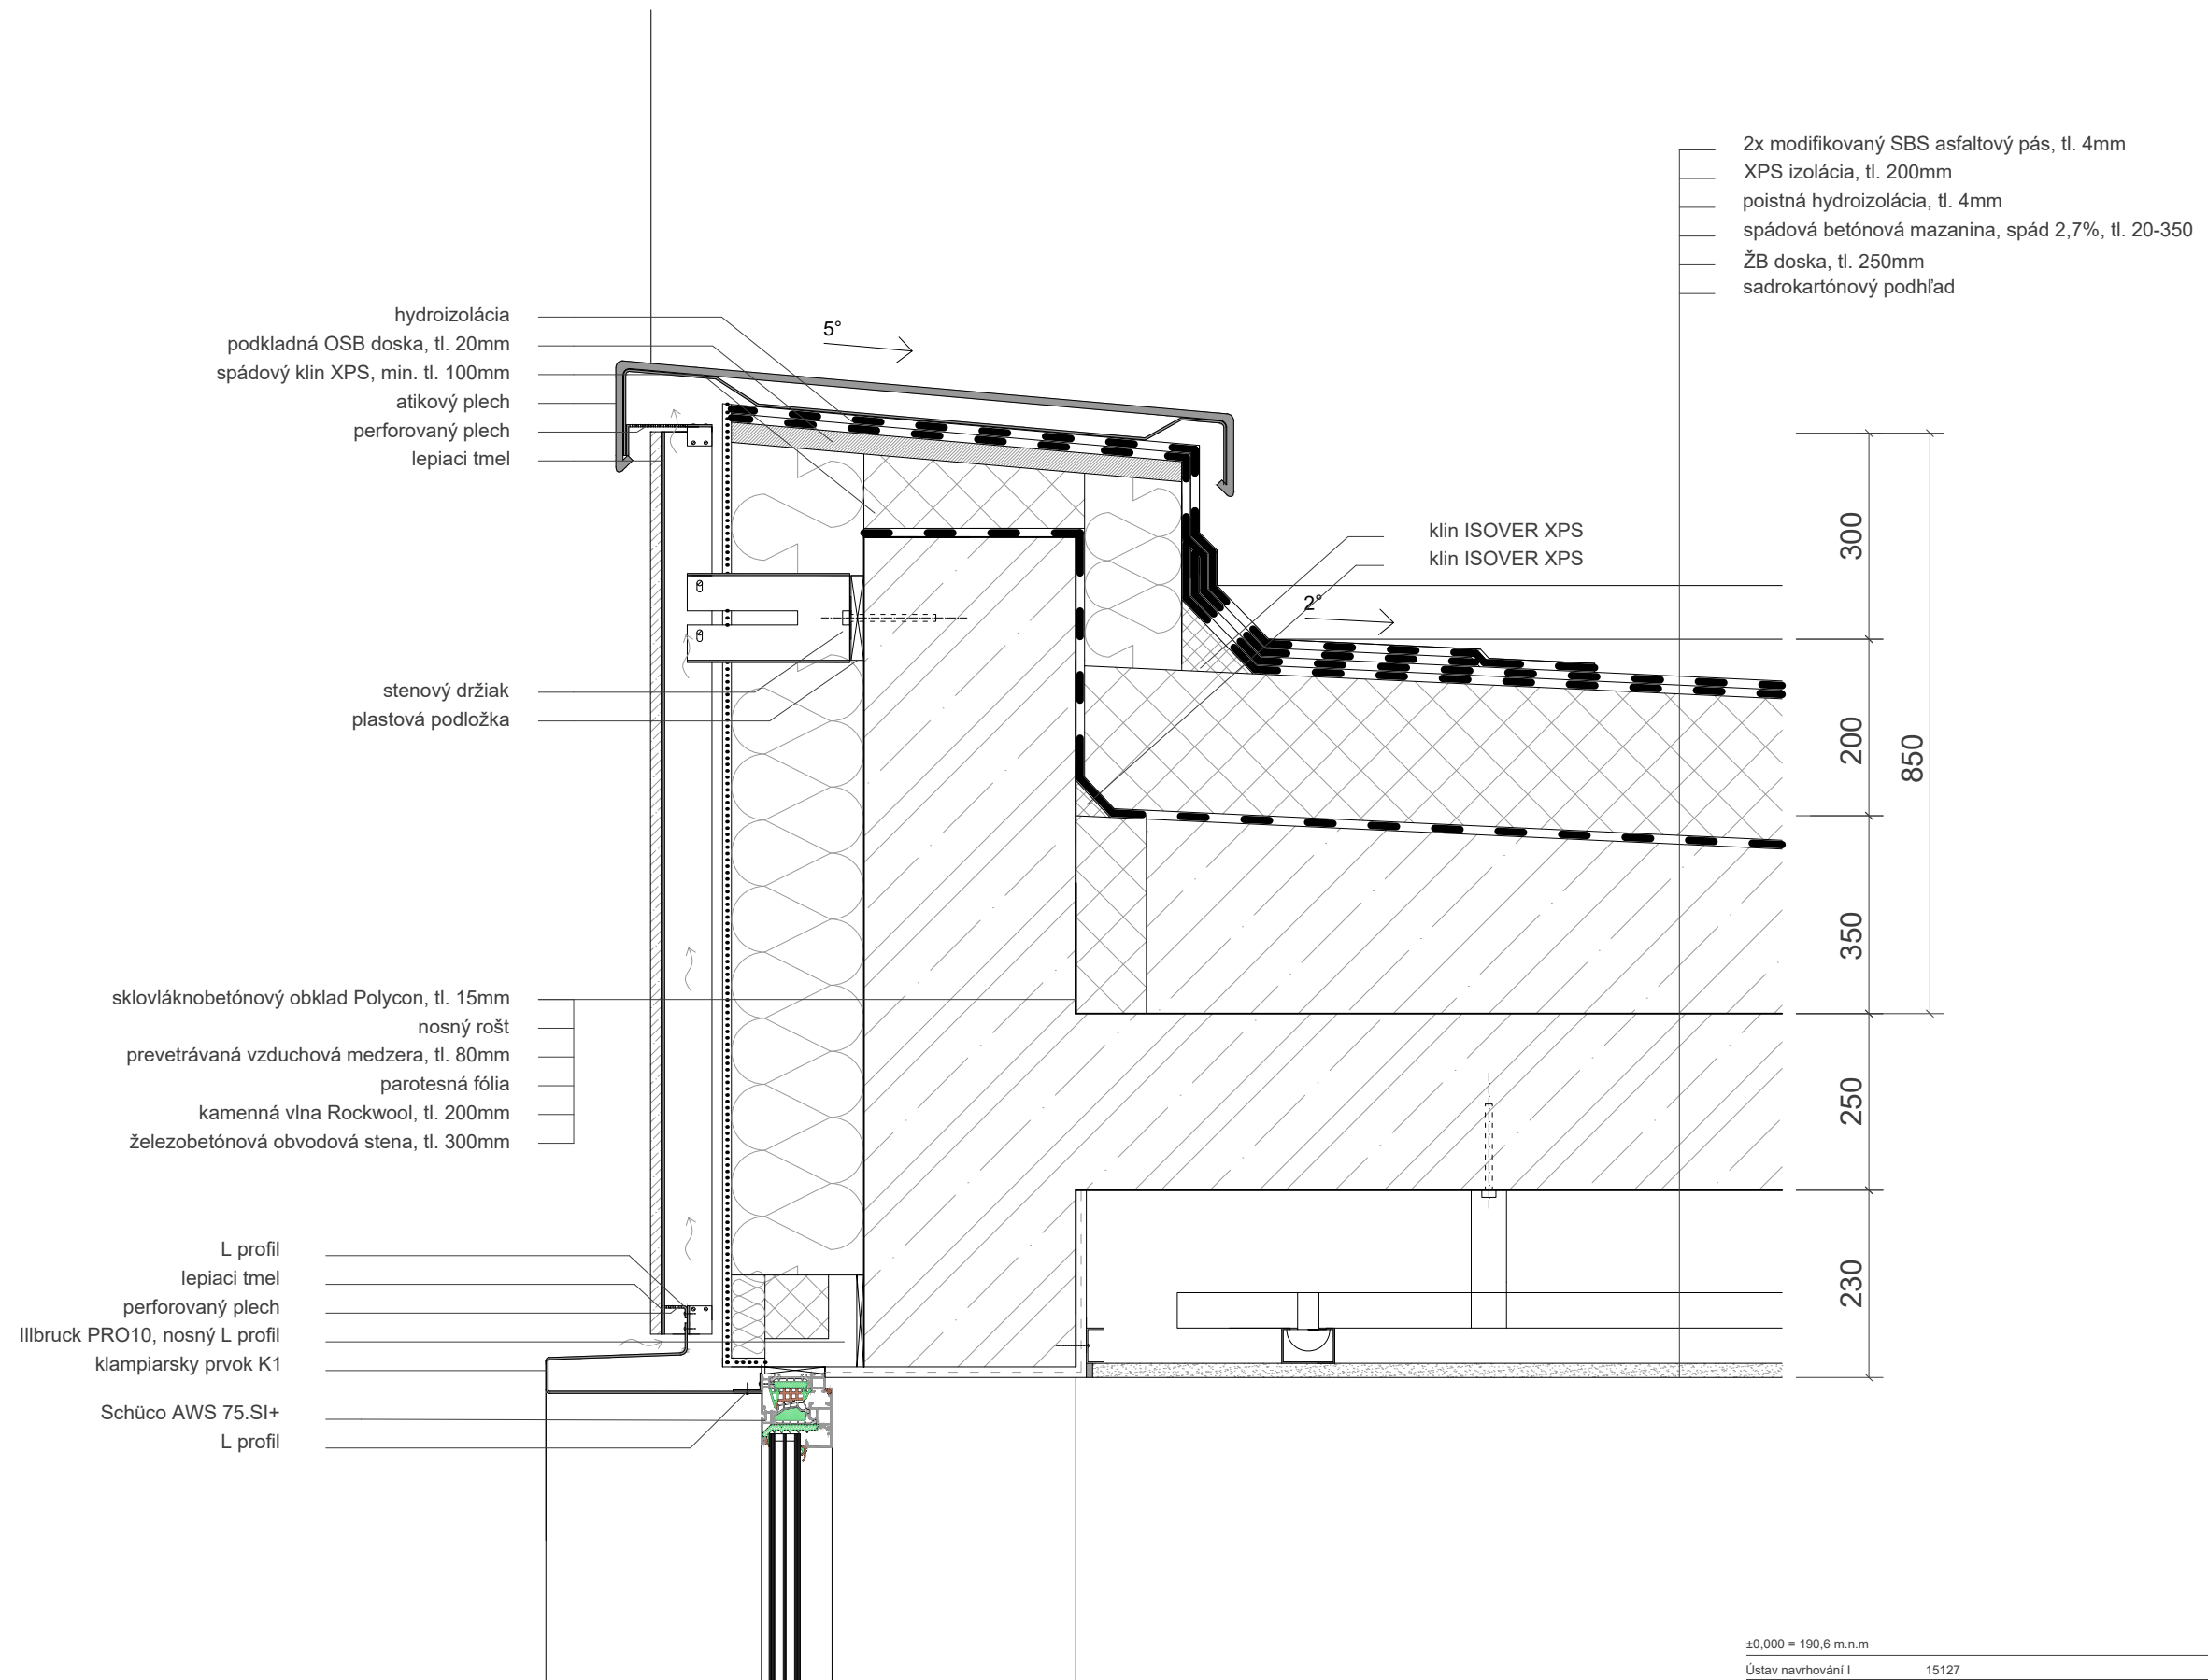 2x modifikovaný SBS asfaltový pás, tl. 4mm
XPS izolácia, tl. 200mm
poistná hydroizolácia, tl. 4mm
spádová betónová mazanina, spád 2,7%, tl. 20-350
ŽB doska, tl. 250mm
sadrokartónový podhľad
hydroizolácia
podkladná OSB doska, tl. 20mm
spádový klin XPS, min. tl. 100mm
atikový plech
perforovaný plech
lepiaci tmel
5°
klin ISOVER XPS
klin ISOVER XPS
2°
stenový držiak
plastová podložka
300
200
850
350
250
230
sklovláknobetónový obklad Polycon, tl. 15mm
nosný rošt
prevetrávaná vzduchová medzera, tl. 80mm
parotesná fólia
kamenná vlna Rockwool, tl. 200mm
železobetónová obvodová stena, tl. 300mm
L profil
lepiaci tmel
perforovaný plech
Illbruck PRO10, nosný L profil
klampiarsky prvok K1
Schüco AWS 75.SI+
L profil
±0,000 = 190,6 m.n.m
Ústav navrhování I 15127